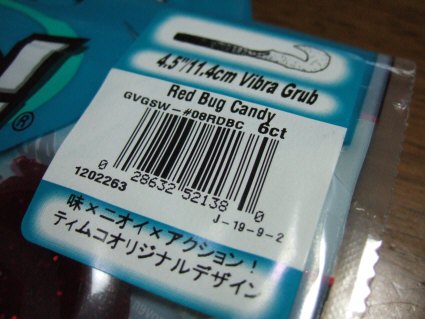 4.5"/11.4cm Vibra Grub
Red Bug Candy
GVGSW-#08RDBC 6ct
0 28632 52138 0
1202263
J-19-9-2
味×ニオイ×アクション！
ティムコオリジナルデザイン
®